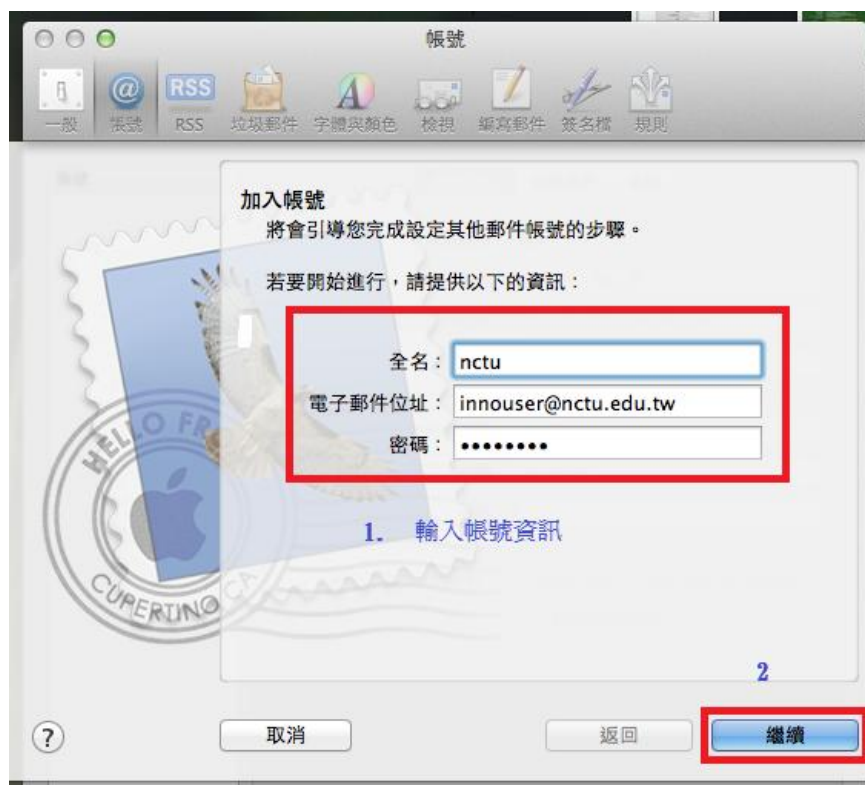 帳號
一般 帳號 RSS 垃圾郵件 字體與顏色 檢視 編寫郵件 簽名檔 規則
RSS
加入帳號
將會引導您完成設定其他郵件帳號的步驟。
若要開始進行，請提供以下的資訊：
全名： nctu
電子郵件位址： innouser@nctu.edu.tw
密碼： ••••••••
1. 輸入帳號資訊
HELLO FR
CUPERTINO CA
2
? 取消 返回 繼續